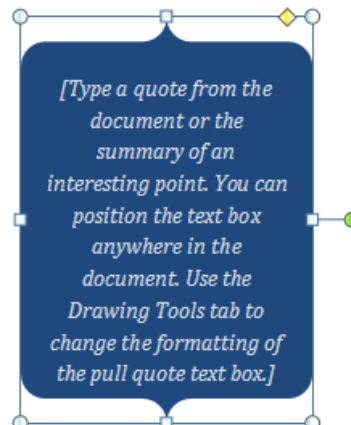 [Type a quote from the
document or the
summary of an
interesting point. You can
position the text box
anywhere in the
document. Use the
Drawing Tools tab to
change the formatting of
the pull quote text box.]